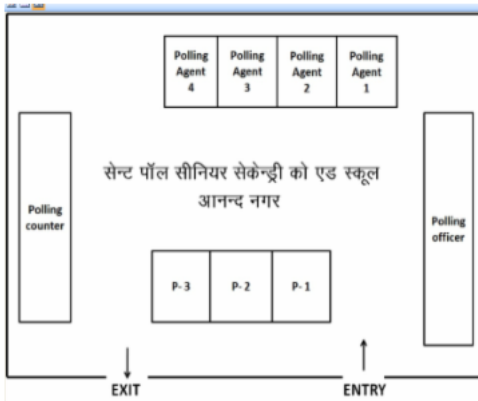 Polling Agent 4
Polling Agent 3
Polling Agent 2
Polling Agent 1
सेन्ट पॉल सीनियर सेकेन्ड्री को एड स्कूल
आनन्द नगर
Polling counter
Polling officer
P-3
P-2
P-1
EXIT
ENTRY